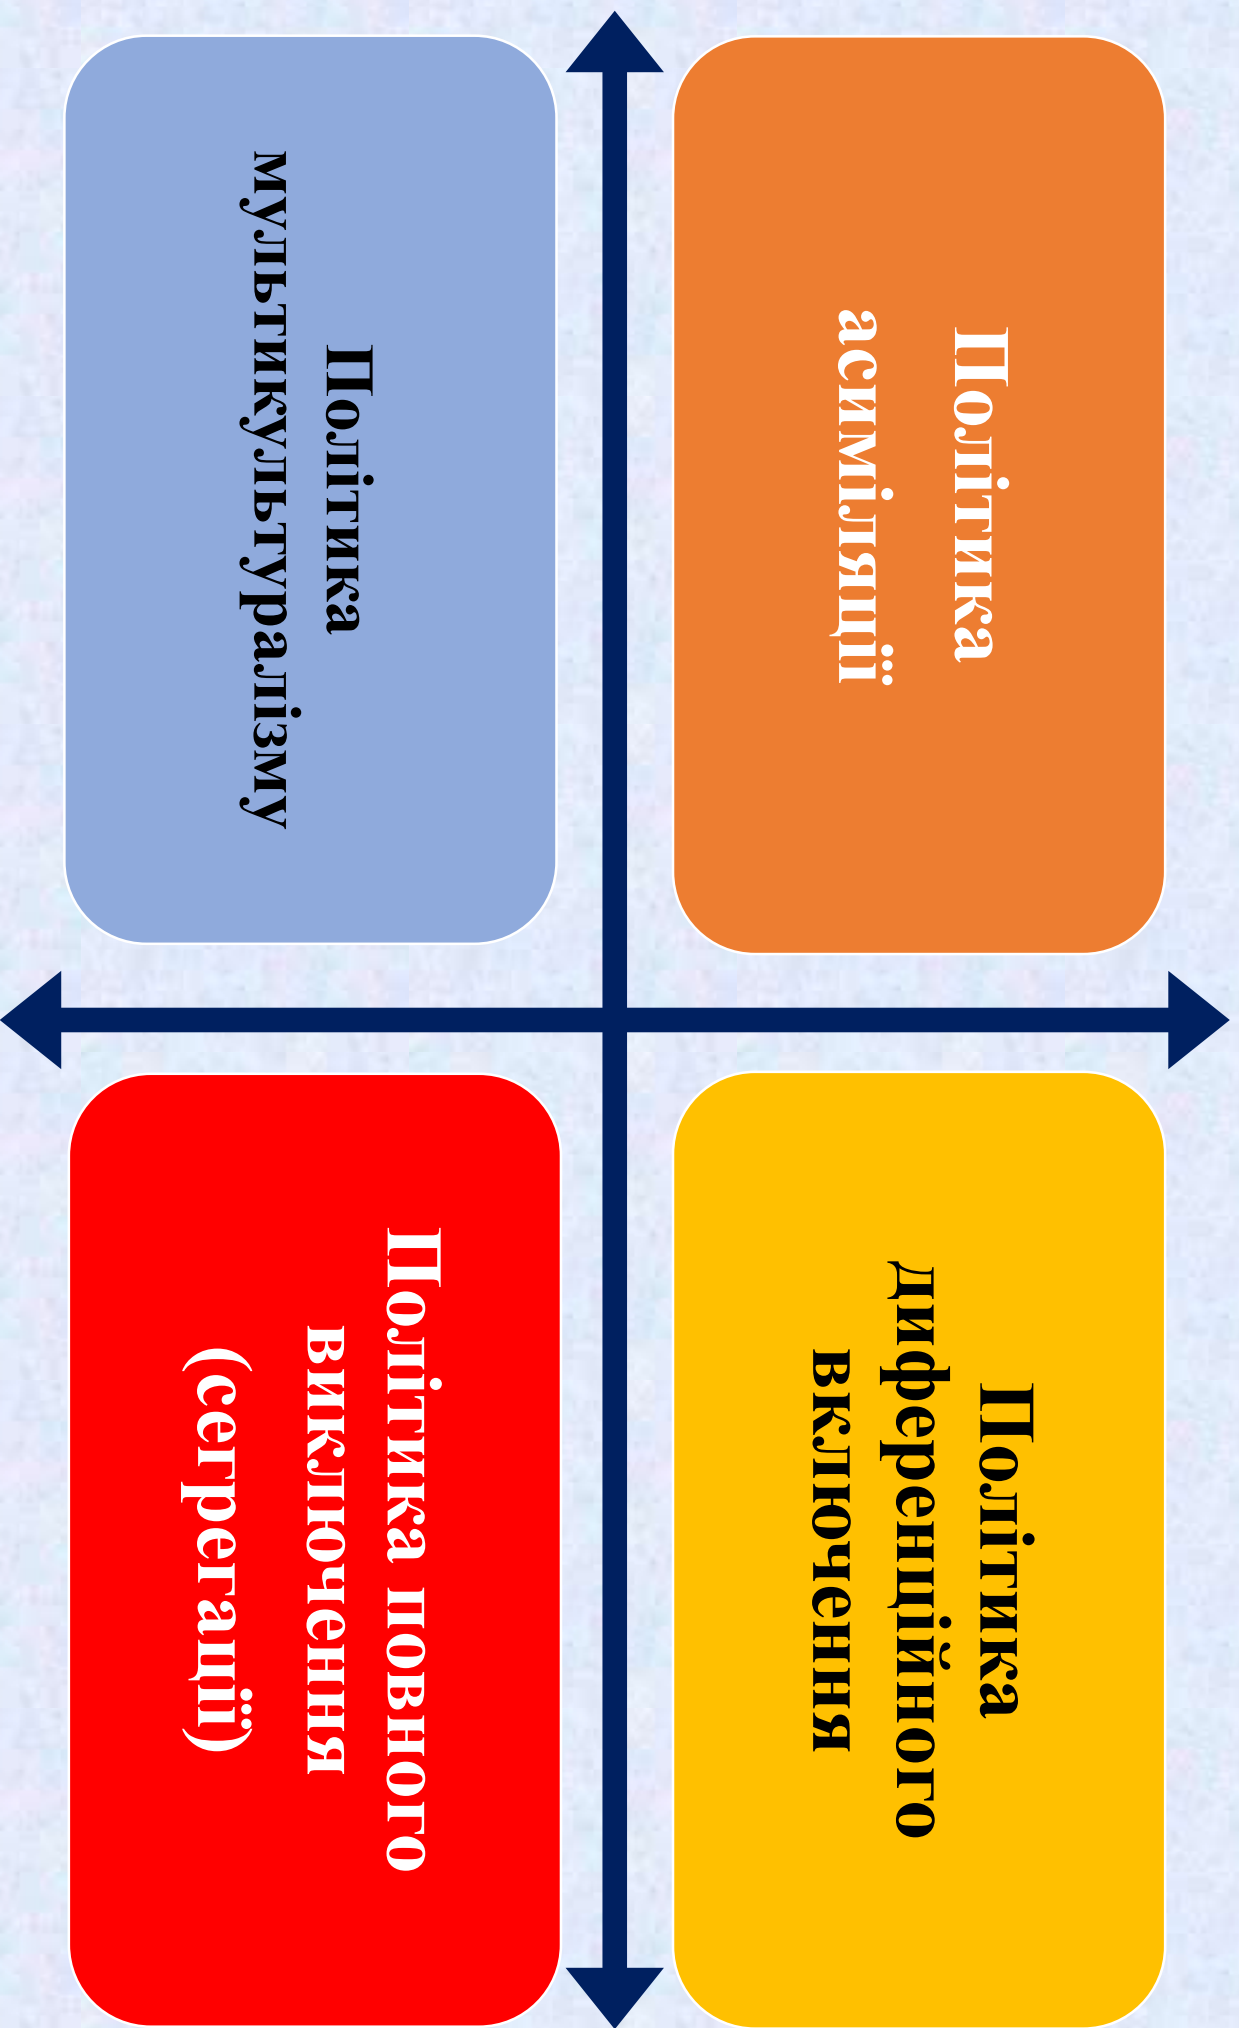 Політика
асиміляції
Політика
диференційного
включення
Політика
мультикультуралізму
Політика повного
виключення
(сегрегації)